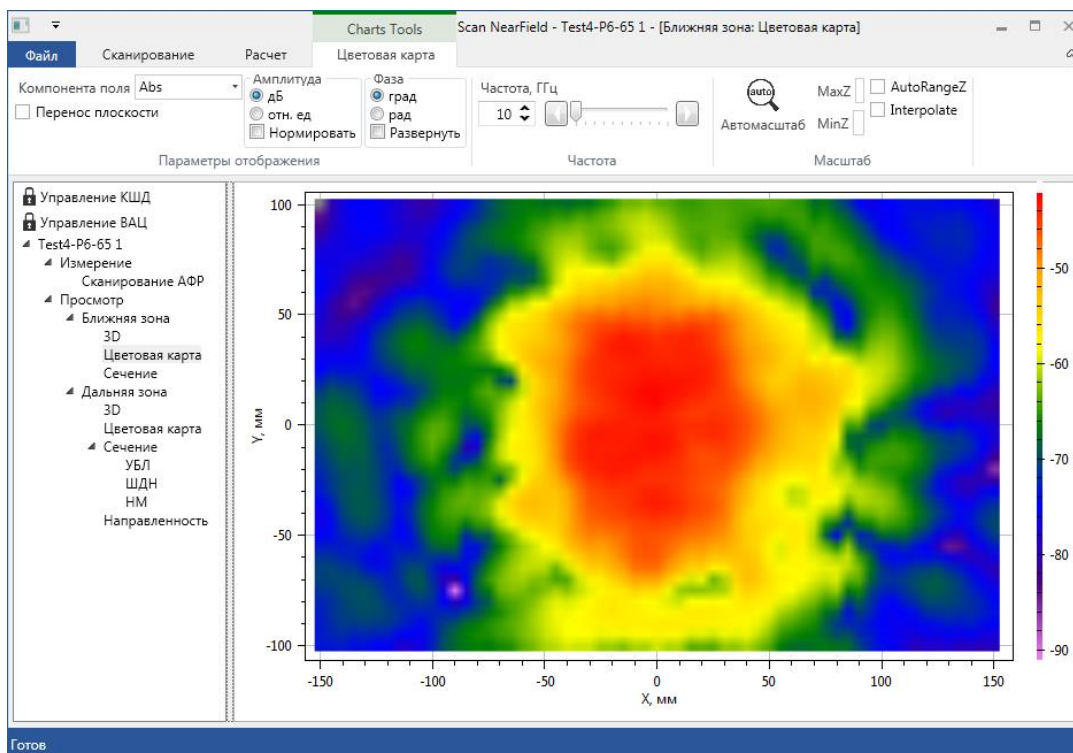 Charts Tools
Scan NearField - Test4-P6-65 1 - [Ближняя зона: Цветовая карта]
Файл Сканирование Расчет Цветовая карта
Компонента поля Abs
Перенос плоскости
Амплитуда
дБ
отн. ед
Нормировать
Фаза
град
рад
Развернуть
Параметры отображения
Частота, ГГц
10
Частота
auto
Автомасштаб
MaxZ
MinZ
AutoRangeZ
Interpolate
Масштаб
Управление КШД
Управление ВАЦ
Test4-P6-65 1
Измерение
Сканирование АФР
Просмотр
Ближняя зона
3D
Цветовая карта
Сечение
Дальняя зона
3D
Цветовая карта
Сечение
УБЛ
ШДН
НМ
Направленность
Y, мм
100
50
0
-50
-100
-150 -100 -50 0 50 100 150
X, мм
-50
-60
-70
-80
-90
Готов